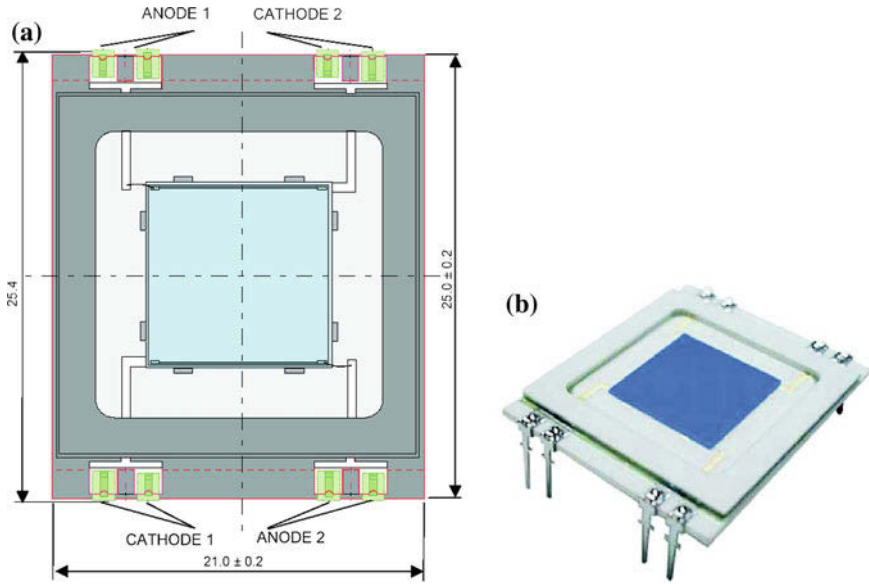 (a)
ANODE 1
CATHODE 2
25.4
25.0 ± 0.2
(b)
CATHODE 1
ANODE 2
21.0 ± 0.2